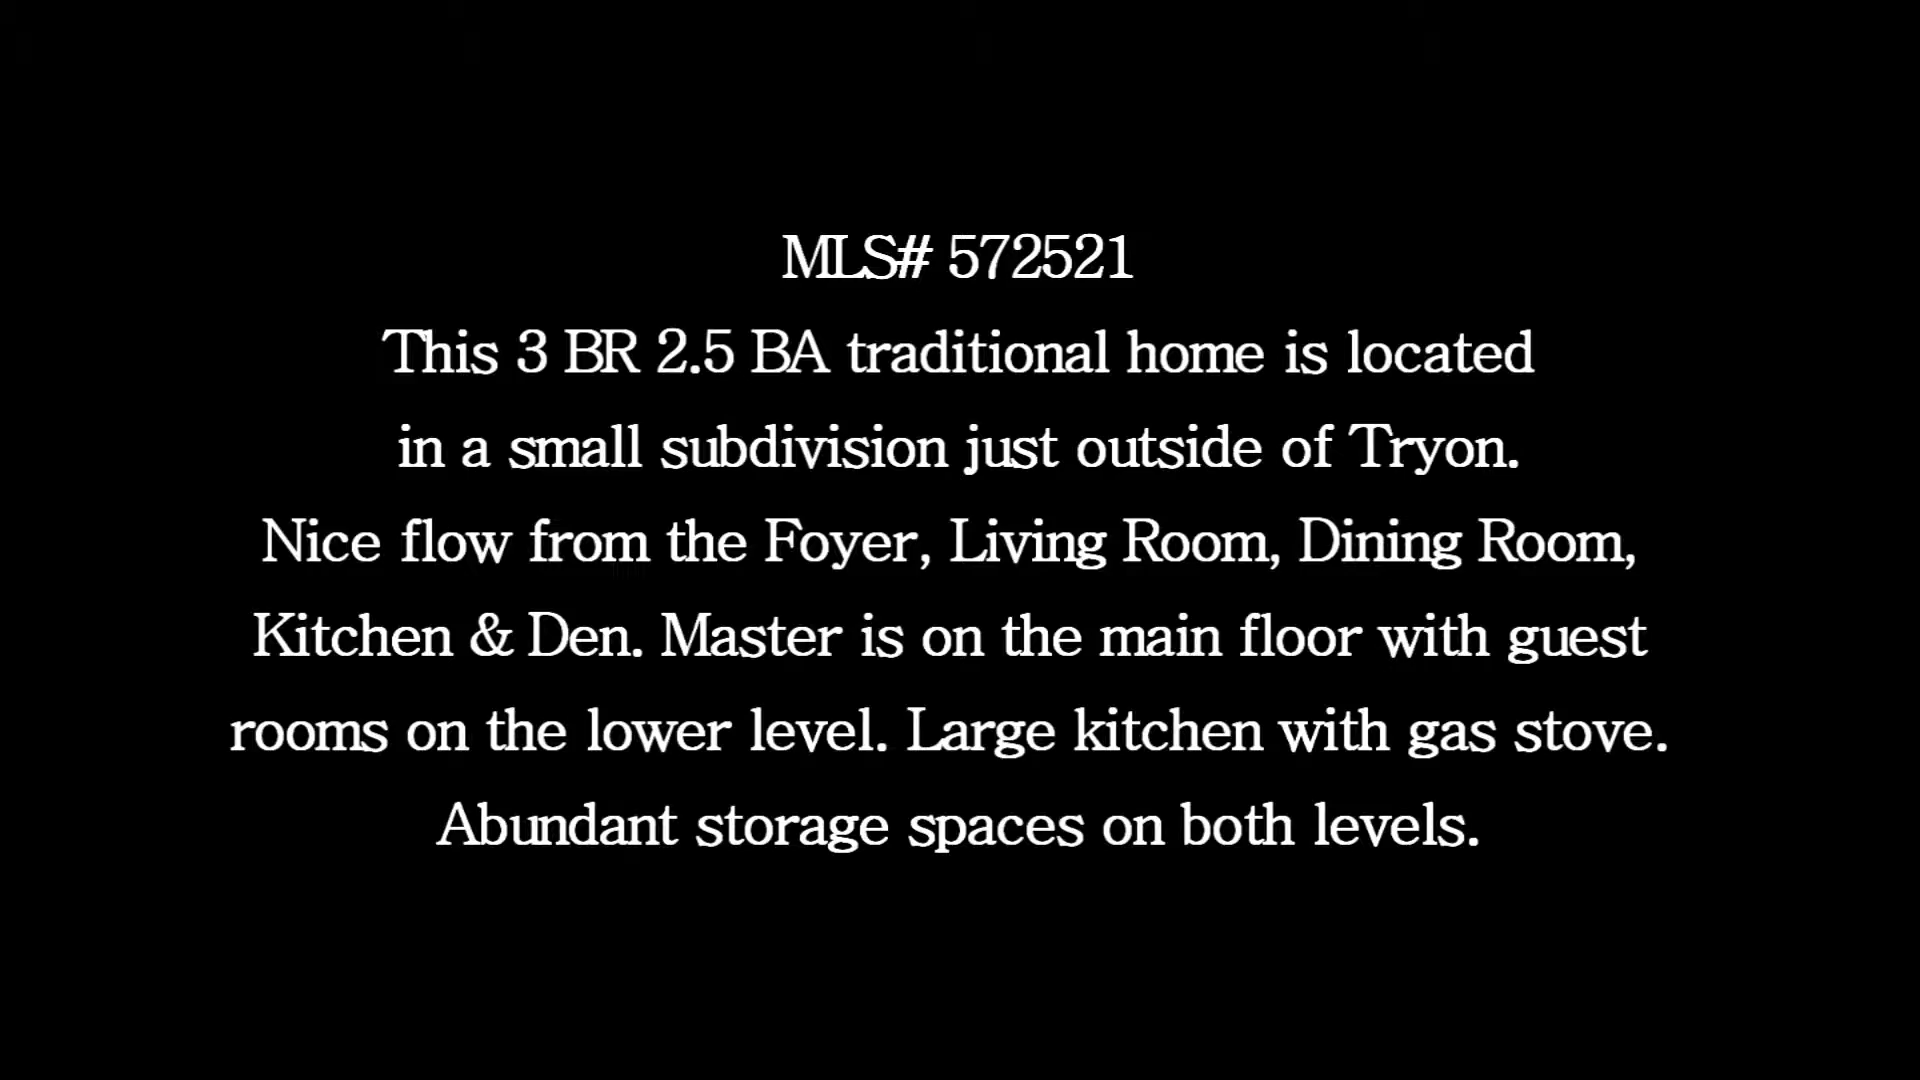 MLS# 572521
This 3 BR 2.5 BA traditional home is located
in a small subdivision just outside of Tryon.
Nice flow from the Foyer, Living Room, Dining Room,
Kitchen & Den. Master is on the main floor with guest
rooms on the lower level. Large kitchen with gas stove.
Abundant storage spaces on both levels.